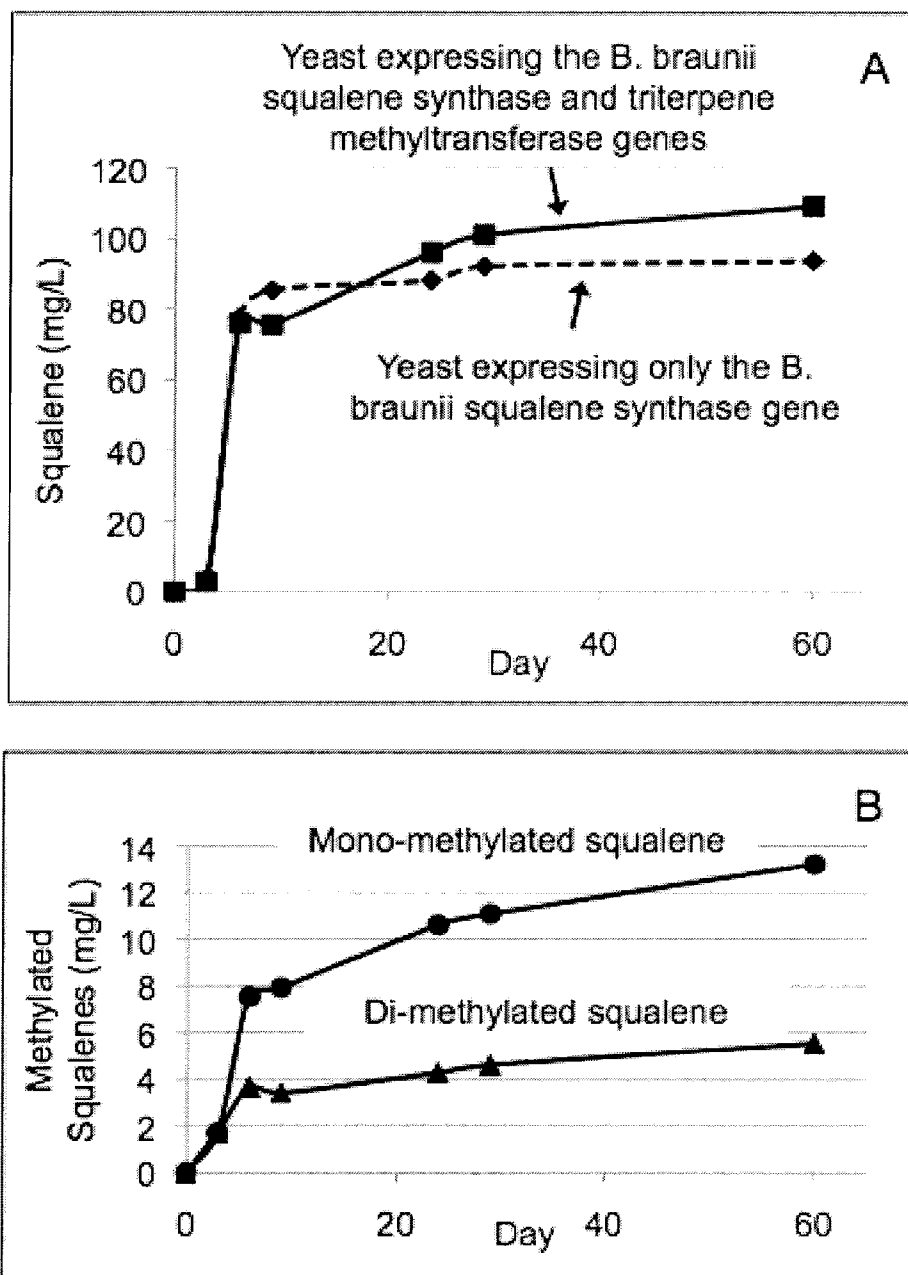 A
Yeast expressing the B. braunii
squalene synthase and triterpene
methyltransferase genes
120
100
80
60
40
20
0
Squalene (mg/L)
Yeast expressing only the B.
braunii squalene synthase gene
0
20
40
60
Day
B
14
12
10
8
6
4
2
0
Methylated
Squalenes (mg/L)
Mono-methylated squalene
Di-methylated squalene
0
20
40
60
Day